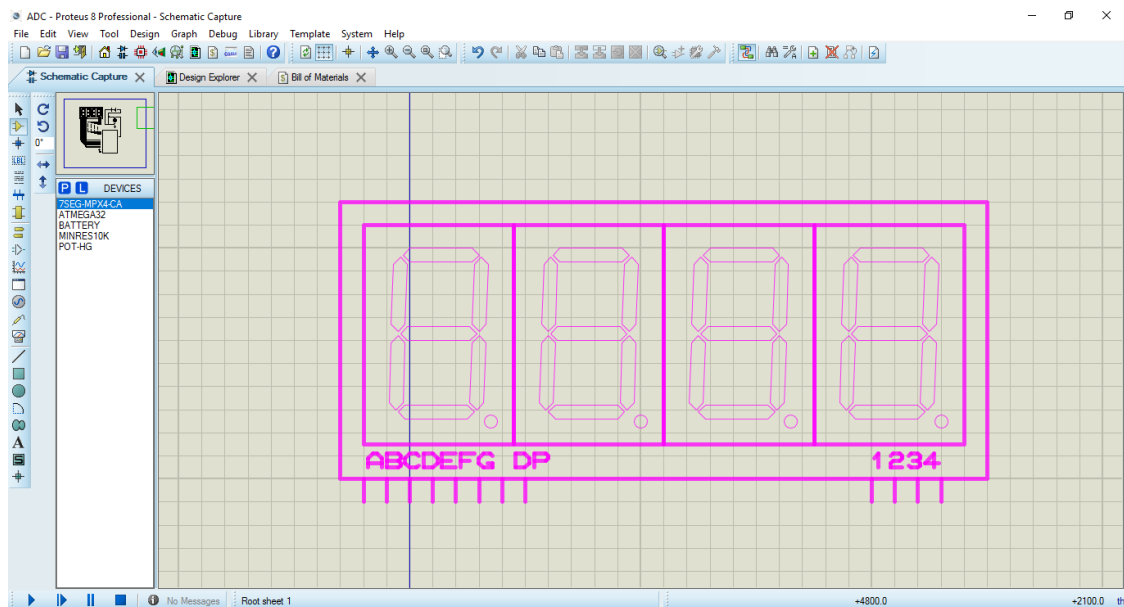 ADC - Proteus 8 Professional - Schematic Capture
File Edit View Tool Design Graph Debug Library Template System Help
Schematic Capture
Design Explorer
Bill of Materials
0°
LBL
P L DEVICES
7SEG-MPX4-CA
ATMEGA32
BATTERY
MINRES10K
POT-HG
A
S
ABCDEFG DP 1234
No Messages Root sheet 1 +4800.0 +2100.0 th